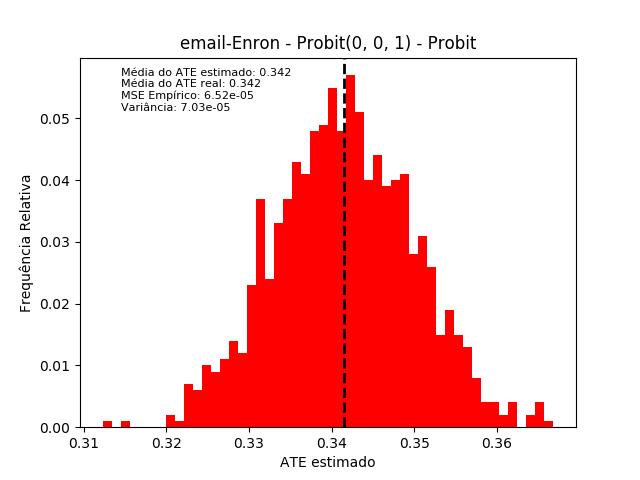 email-Enron - Probit(0, 0, 1) - Probit
Média do ATE estimado: 0.342
Média do ATE real: 0.342
MSE Empírico: 6.52e-05
Variância: 7.03e-05
Frequência Relativa
0.05
0.04
0.03
0.02
0.01
0.00
0.31 0.32 0.33 0.34 0.35 0.36
ATE estimado